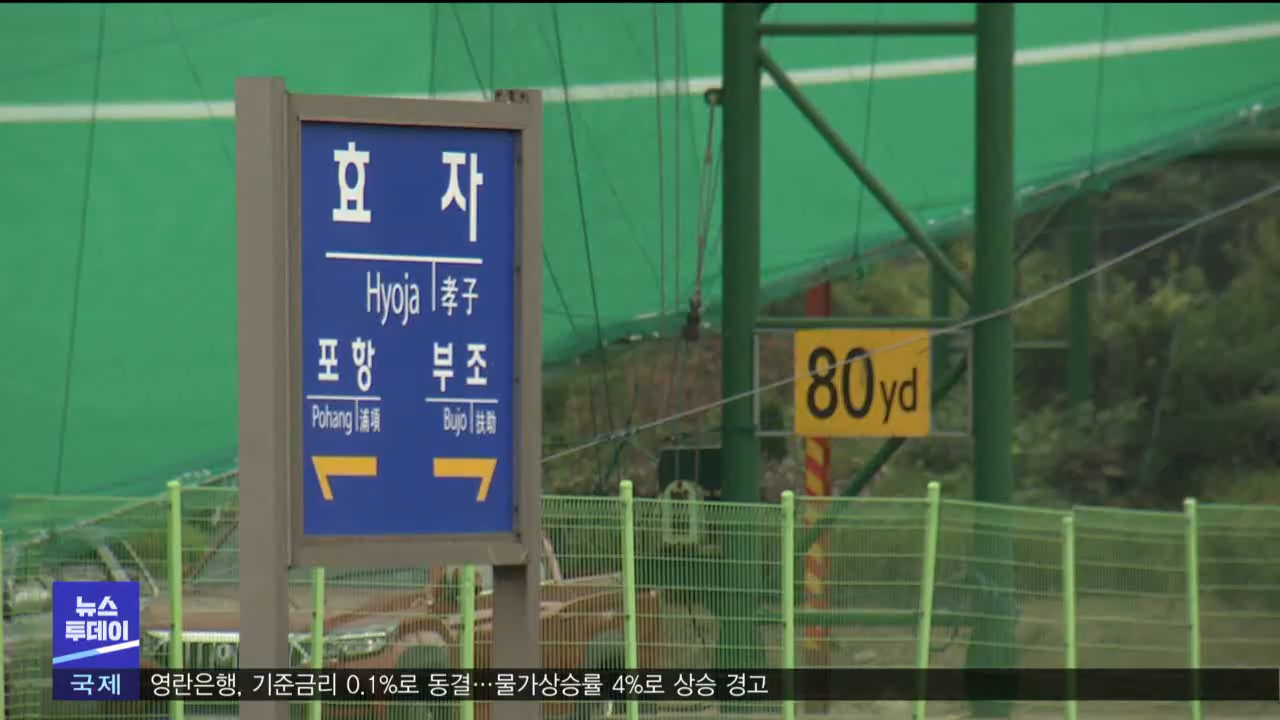 효 자
Hyoja 孝子
포항 부조
Pohang 浦項 Bujo 扶助
80yd
뉴스
투데이
국제 영란은행, 기준금리 0.1%로 동결…물가상승률 4%로 상승 경고